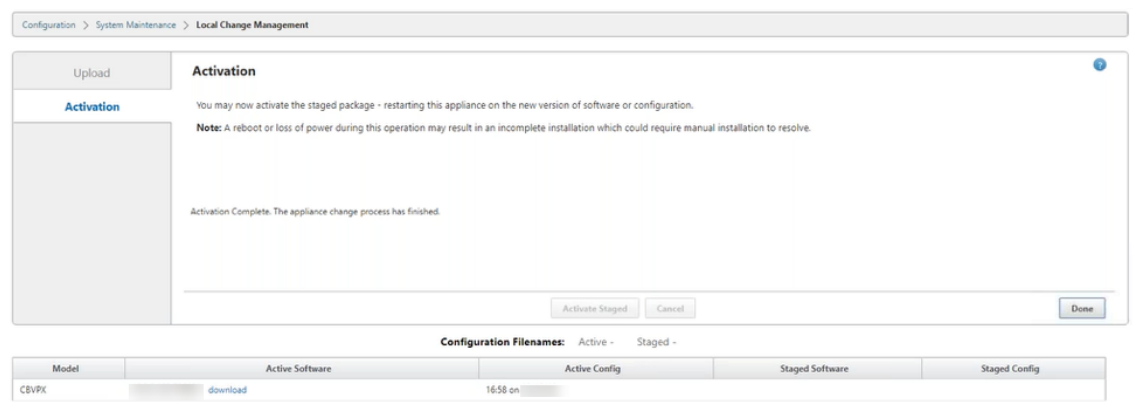 Configuration > System Maintenance > Local Change Management
Upload
Activation
Activation
You may now activate the staged package - restarting this appliance on the new version of software or configuration.
Note: A reboot or loss of power during this operation may result in an incomplete installation which could require manual installation to resolve.
Activation Complete. The appliance change process has finished.
Activate Staged Cancel Done
Configuration Filenames: Active - Staged -
Model Active Software Active Config Staged Software Staged Config
CBVPX download 16:58 on